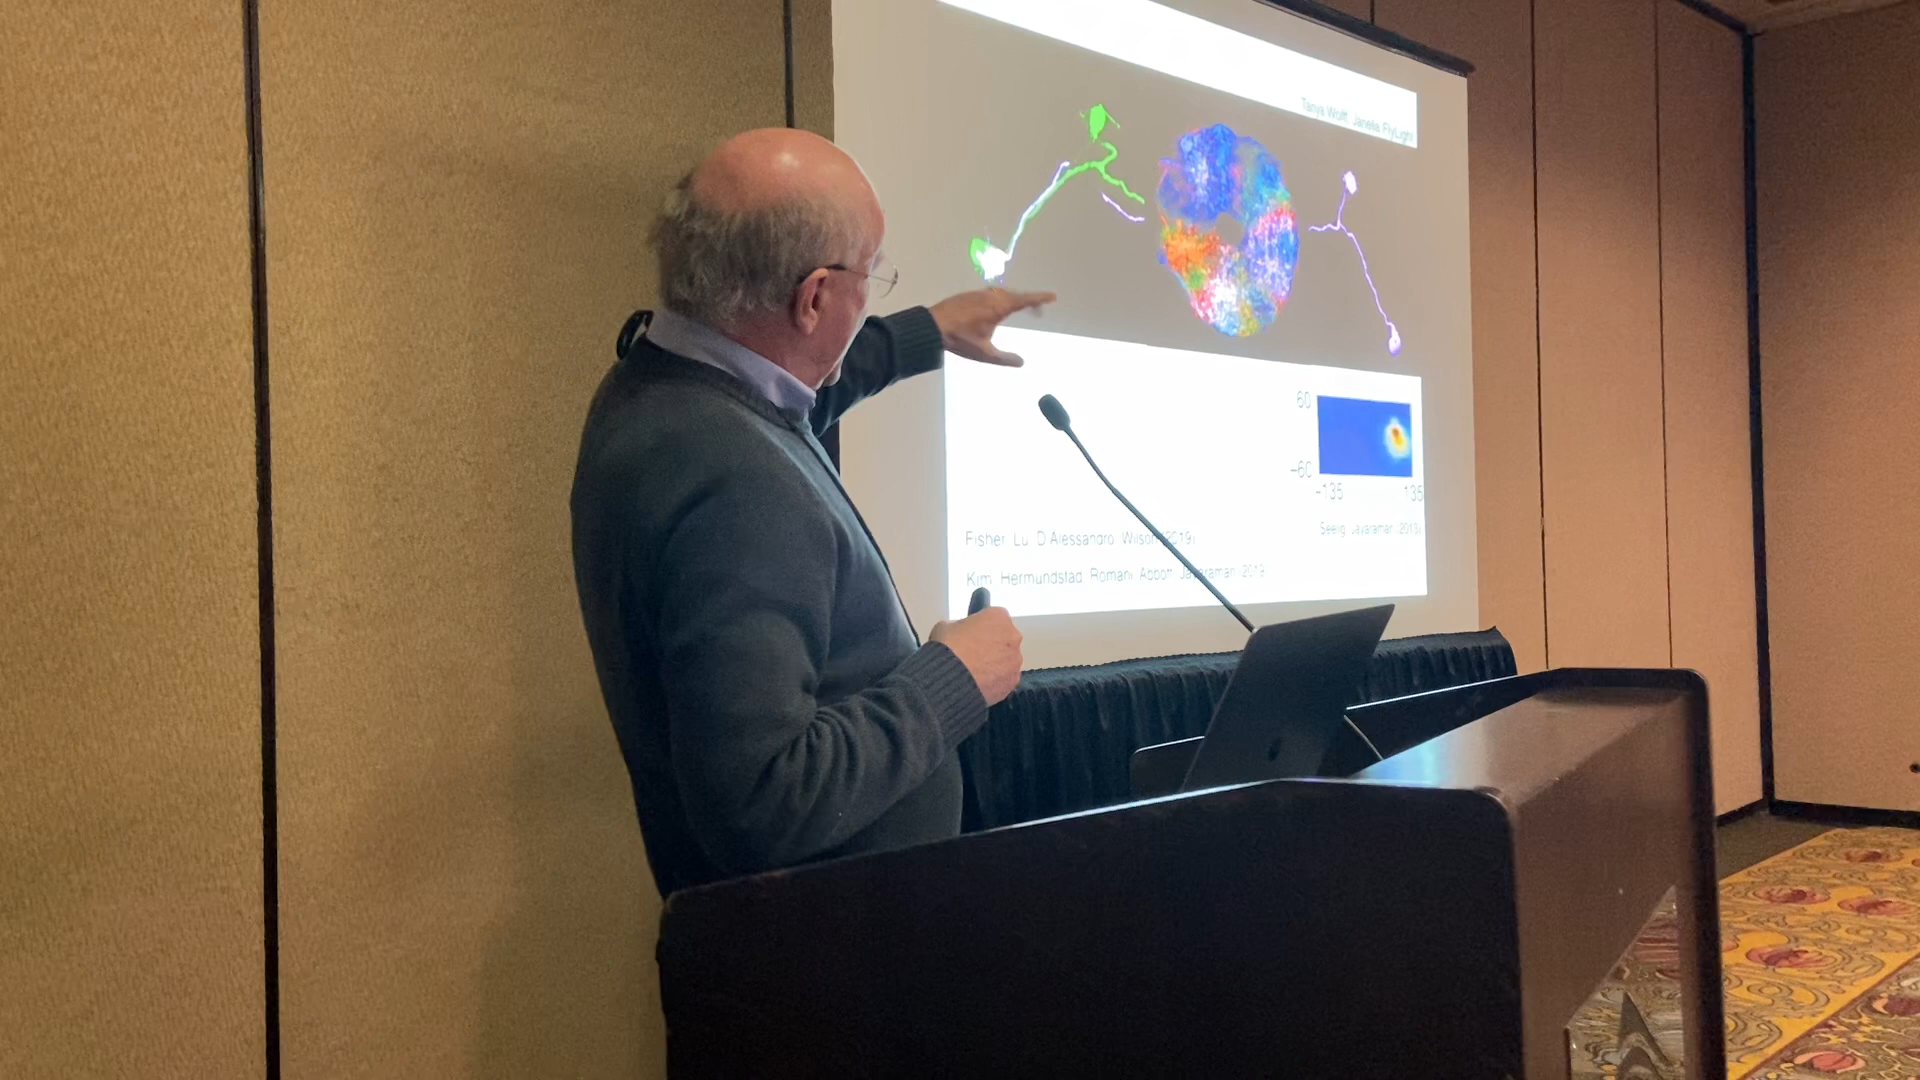 Tanya Wolff, Janelia FlyLight
60
-60
-135 135
Seelig, Jayaraman (2013)
Fisher, Lu, D'Alessandro, Wilson (2019)
Kim, Hermundstad, Romani, Abbott, Jayaraman, 2019